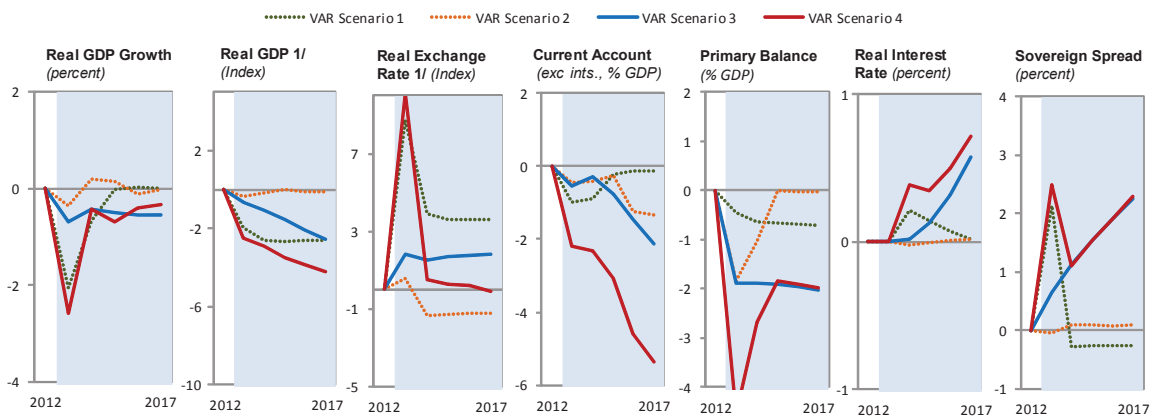 VAR Scenario 1 VAR Scenario 2 VAR Scenario 3 VAR Scenario 4
Real GDP Growth
(percent)
2
0
-2
-4
2012 2017
Real GDP 1/
(Index)
2
-2
-6
-10
2012 2017
Real Exchange
Rate 1/ (Index)
7
3
-1
-5
2012 2017
Current Account
(exc ints., % GDP)
2
0
-2
-4
-6
2012 2017
Primary Balance
(% GDP)
2
1
0
-1
-2
-3
-4
2012 2017
Real Interest
Rate (percent)
1
0
-1
2012 2017
Sovereign Spread
(percent)
4
3
2
1
0
-1
2012 2017